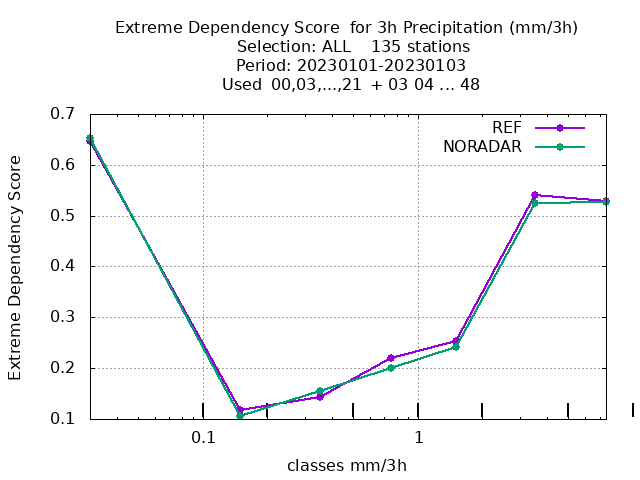 Extreme Dependency Score  for 3h Precipitation (mm/3h)
Selection: ALL    135 stations
Period: 20230101-20230103
Used  00,03,...,21  + 03 04 ... 48
REF
NORADAR
Extreme Dependency Score
0.7
0.6
0.5
0.4
0.3
0.2
0.1
0.1
1
classes mm/3h